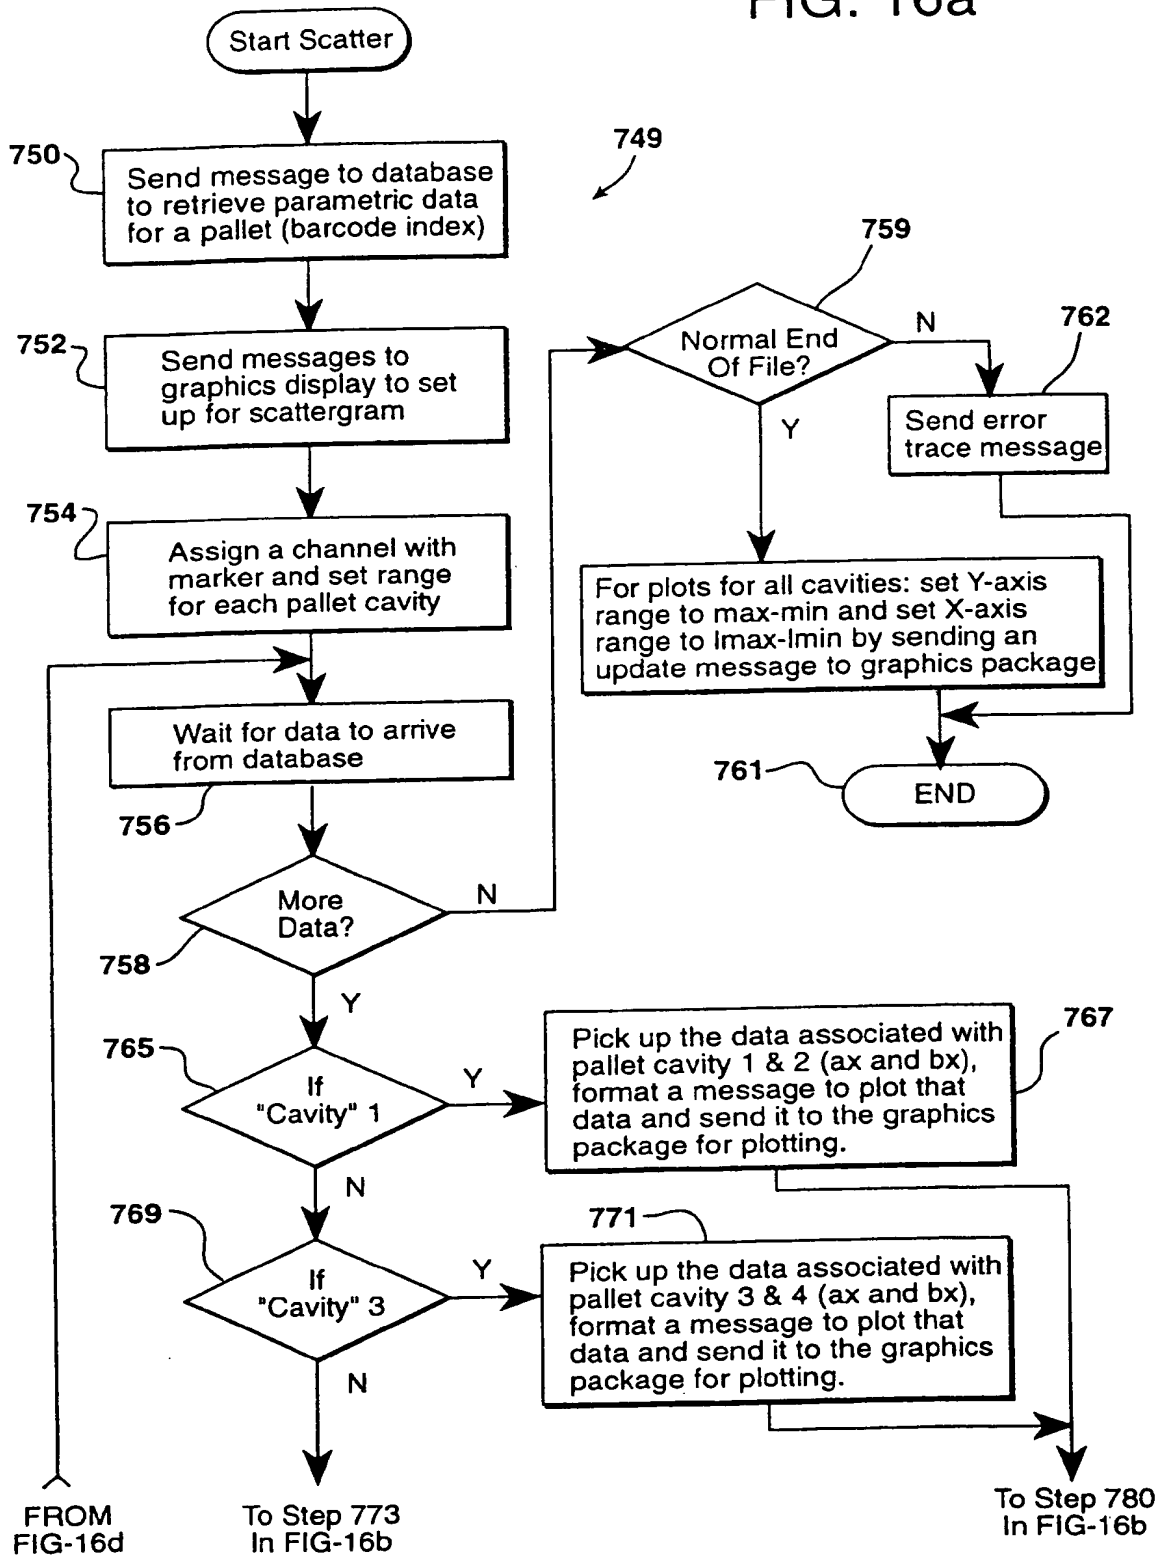 FIG. 16a
Start Scatter
749
750
Send message to database
to retrieve parametric data
for a pallet (barcode index)
752
Send messages to
graphics display to set
up for scattergram
754
Assign a channel with
marker and set range
for each pallet cavity
Wait for data to arrive
from database
756
More
Data?
N
758
Y
759
Normal End
Of File?
N
762
Send error
trace message
Y
For plots for all cavities: set Y-axis
range to max-min and set X-axis
range to Imax-Imin by sending an
update message to graphics package
761
END
765
If
"Cavity" 1
Y
767
Pick up the data associated with
pallet cavity 1 & 2 (ax and bx),
format a message to plot that
data and send it to the graphics
package for plotting.
N
769
If
"Cavity" 3
Y
771
Pick up the data associated with
pallet cavity 3 & 4 (ax and bx),
format a message to plot that
data and send it to the graphics
package for plotting.
N
FROM
FIG-16d
To Step 773
In FIG-16b
To Step 780
In FIG-16b